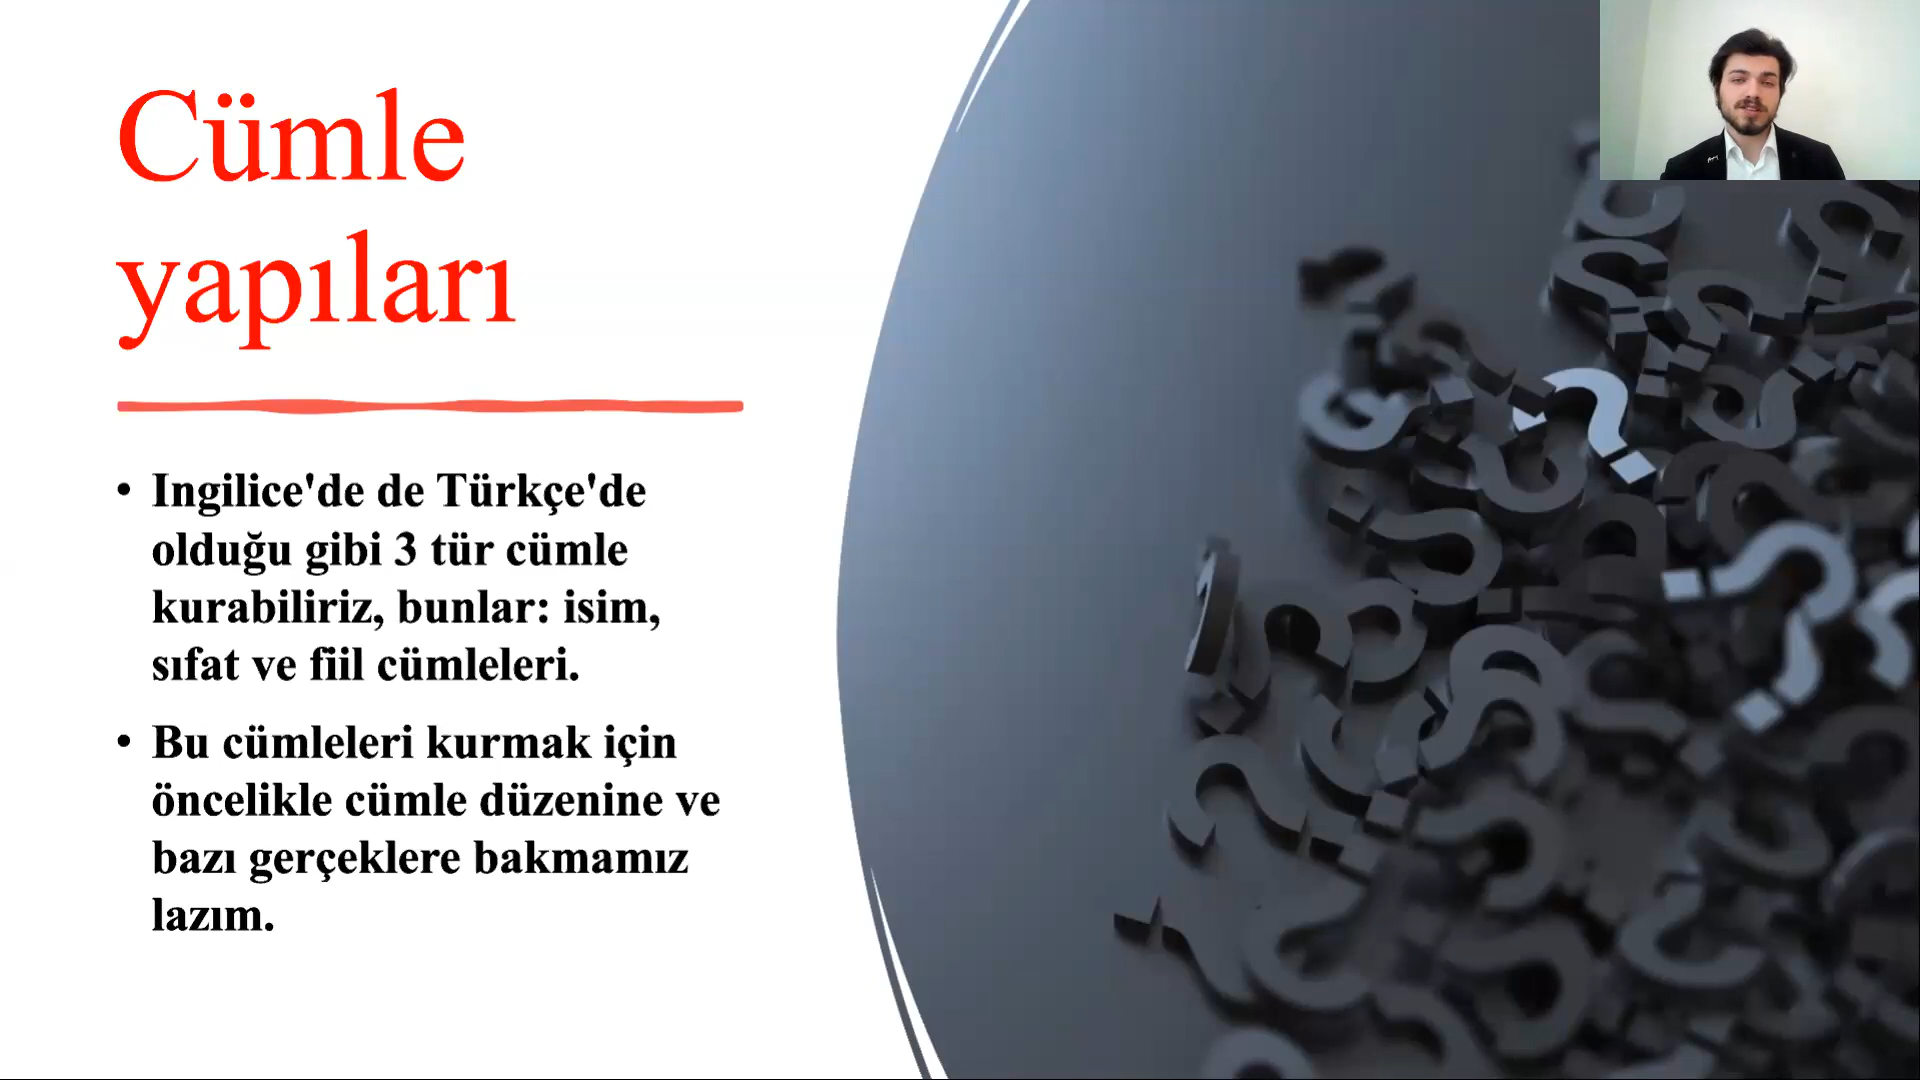 Cümle
yapıları
• Ingilice'de de Türkçe'de
olduğu gibi 3 tür cümle
kurabiliriz, bunlar: isim,
sıfat ve fiil cümleleri.
• Bu cümleleri kurmak için
öncelikle cümle düzenine ve
bazı gerçeklere bakmamız
lazım.